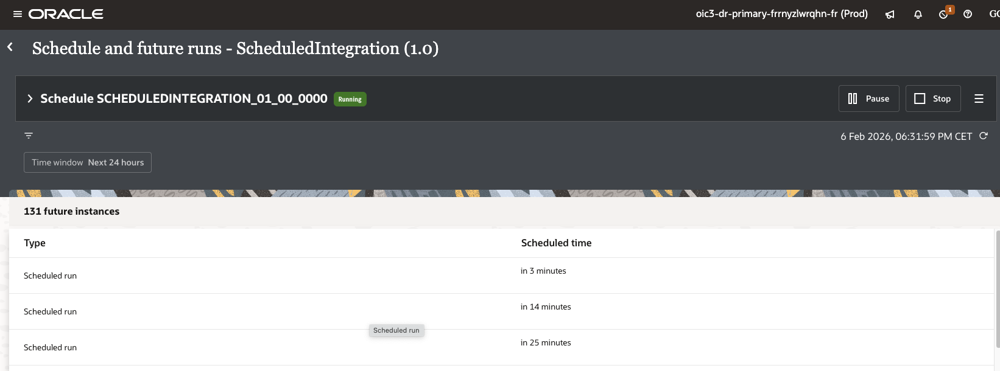 ORACLE
oic3-dr-primary-frrnyzlwrqhn-fr (Prod)
1
Schedule and future runs - ScheduledIntegration (1.0)
Schedule SCHEDULEDINTEGRATION_01_00_0000 Running
Pause
Stop
6 Feb 2026, 06:31:59 PM CET
Time window Next 24 hours
131 future instances
Type Scheduled time
Scheduled run in 3 minutes
Scheduled run in 14 minutes
Scheduled run
Scheduled run in 25 minutes